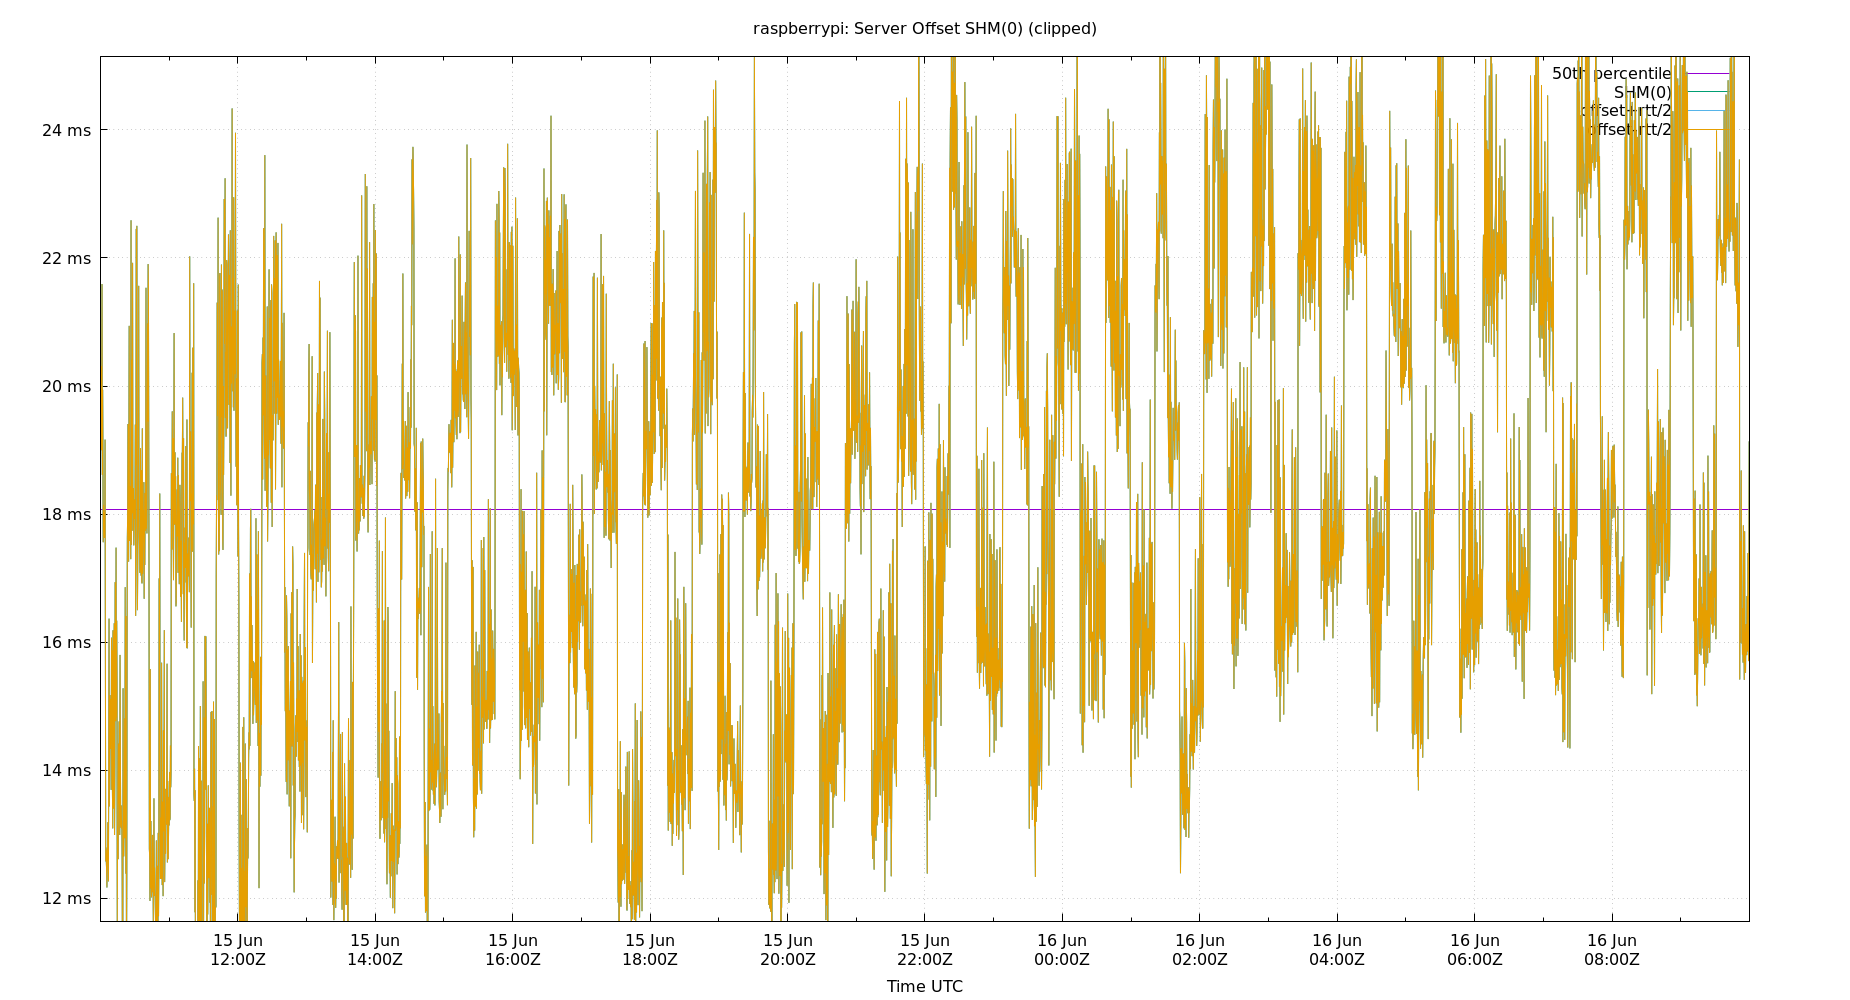 raspberrypi: Server Offset SHM(0) (clipped)
50th percentile
SHM(0)
offset+rtt/2
offset-rtt/2
24 ms
22 ms
20 ms
18 ms
16 ms
14 ms
12 ms
15 Jun
12:00Z
15 Jun
14:00Z
15 Jun
16:00Z
15 Jun
18:00Z
15 Jun
20:00Z
15 Jun
22:00Z
16 Jun
00:00Z
16 Jun
02:00Z
16 Jun
04:00Z
16 Jun
06:00Z
16 Jun
08:00Z
Time UTC